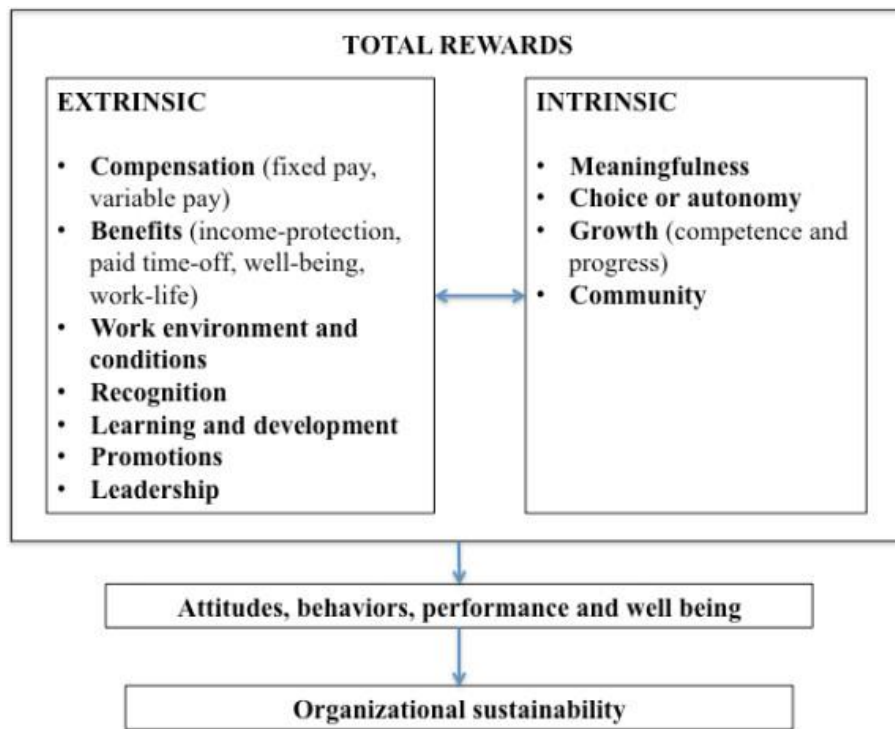 TOTAL REWARDS
EXTRINSIC
• Compensation (fixed pay,
variable pay)
• Benefits (income-protection,
paid time-off, well-being,
work-life)
• Work environment and
conditions
• Recognition
• Learning and development
• Promotions
• Leadership
INTRINSIC
• Meaningfulness
• Choice or autonomy
• Growth (competence and
progress)
• Community
Attitudes, behaviors, performance and well being
Organizational sustainability